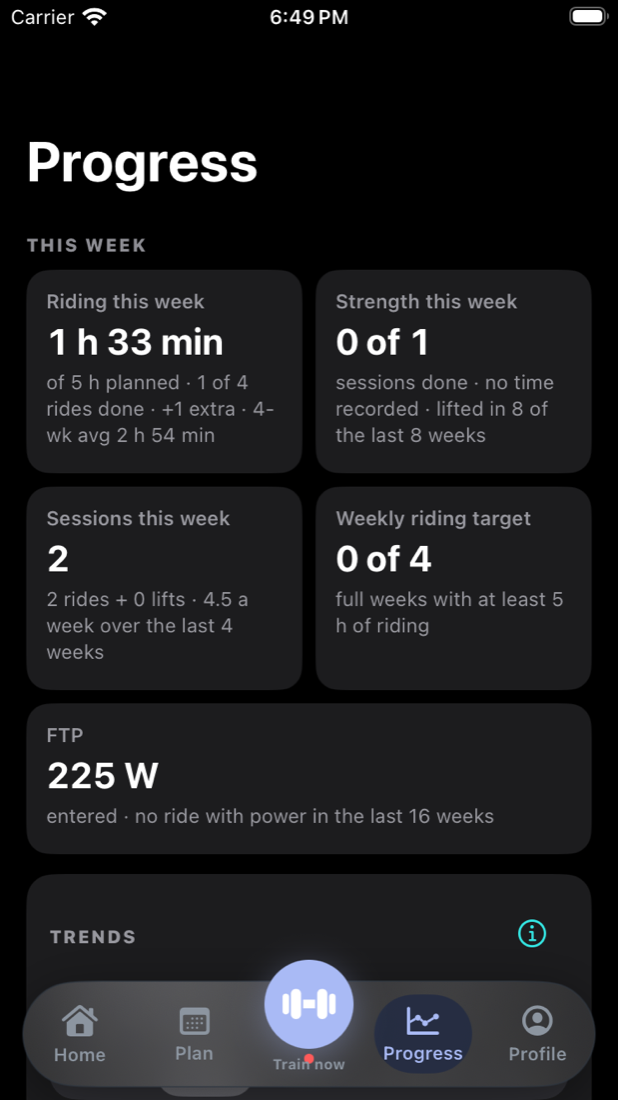 Carrier
6:49 PM
Progress
THIS WEEK
Riding this week
1 h 33 min
of 5 h planned · 1 of 4
rides done · +1 extra · 4-
wk avg 2 h 54 min
Strength this week
0 of 1
sessions done · no time
recorded · lifted in 8 of
the last 8 weeks
Sessions this week
2
2 rides + 0 lifts · 4.5 a
week over the last 4
weeks
Weekly riding target
0 of 4
full weeks with at least 5
h of riding
FTP
225 W
entered · no ride with power in the last 16 weeks
TRENDS
Home
Plan
Train now
Progress
Profile